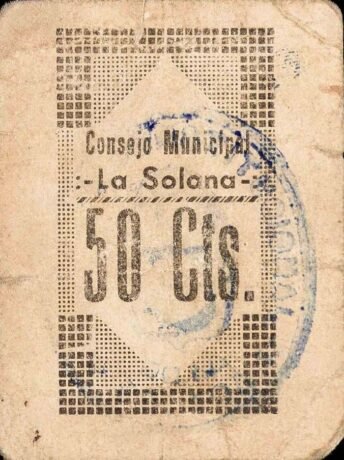 Consejo Municipal
:-La Solana-:
50 Cts.